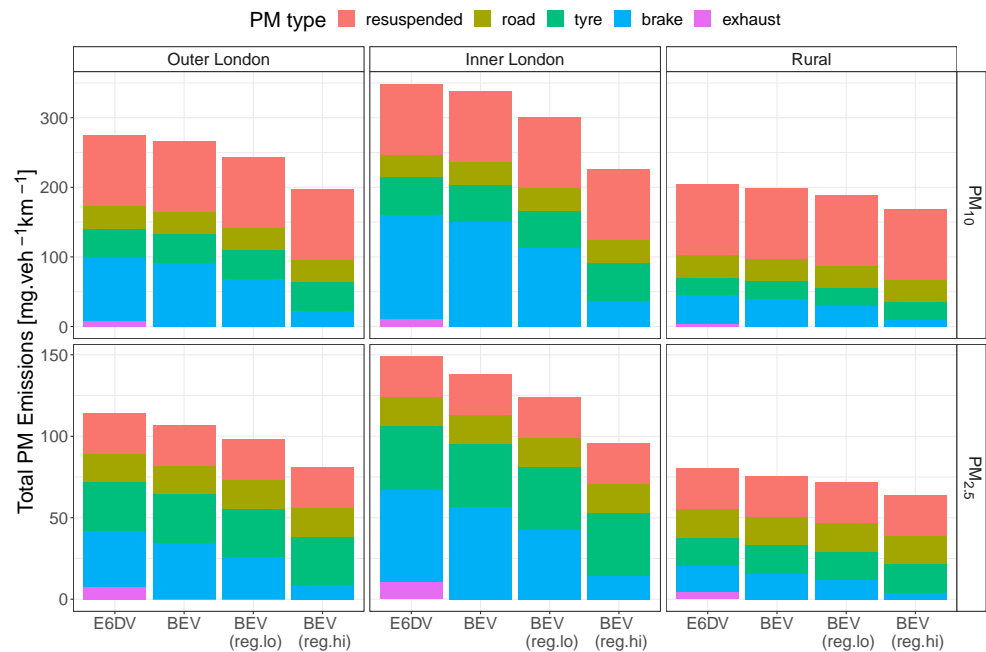 PM type resuspended road tyre brake exhaust
Outer London Inner London Rural
Total PM Emissions [mg.veh⁻¹km⁻¹]
300
200
100
0
PM₁₀
150
100
50
0
PM₂.₅
E6DV BEV BEV (reg.lo) BEV (reg.hi) E6DV BEV BEV (reg.lo) BEV (reg.hi) E6DV BEV BEV (reg.lo) BEV (reg.hi)